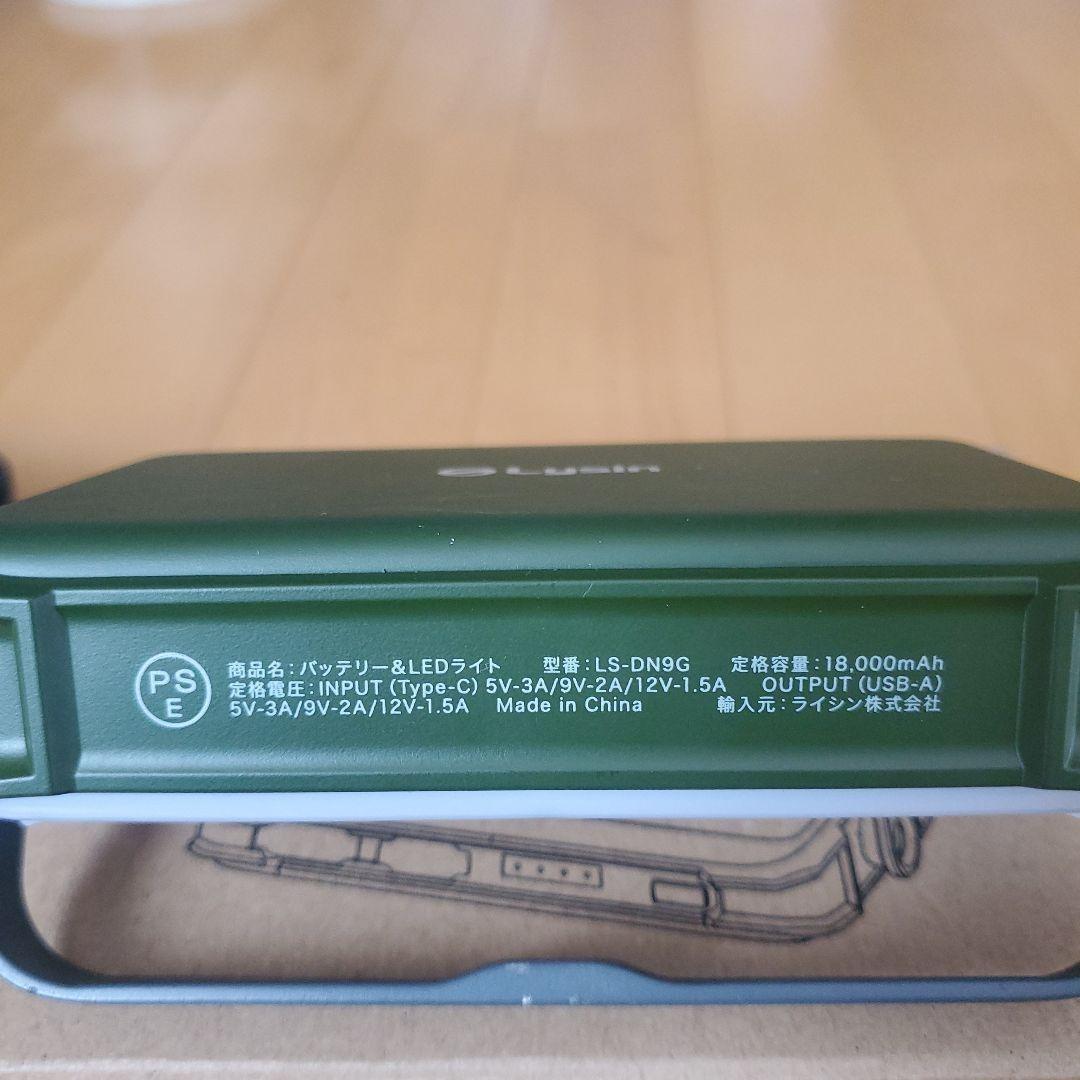 Lysin
PS
E
商品名：バッテリー&LEDライト　型番：LS-DN9G　定格容量：18,000mAh
定格電圧：INPUT (Type-C) 5V-3A/9V-2A/12V-1.5A　OUTPUT (USB-A)
5V-3A/9V-2A/12V-1.5A　Made in China　輸入元：ライシン株式会社